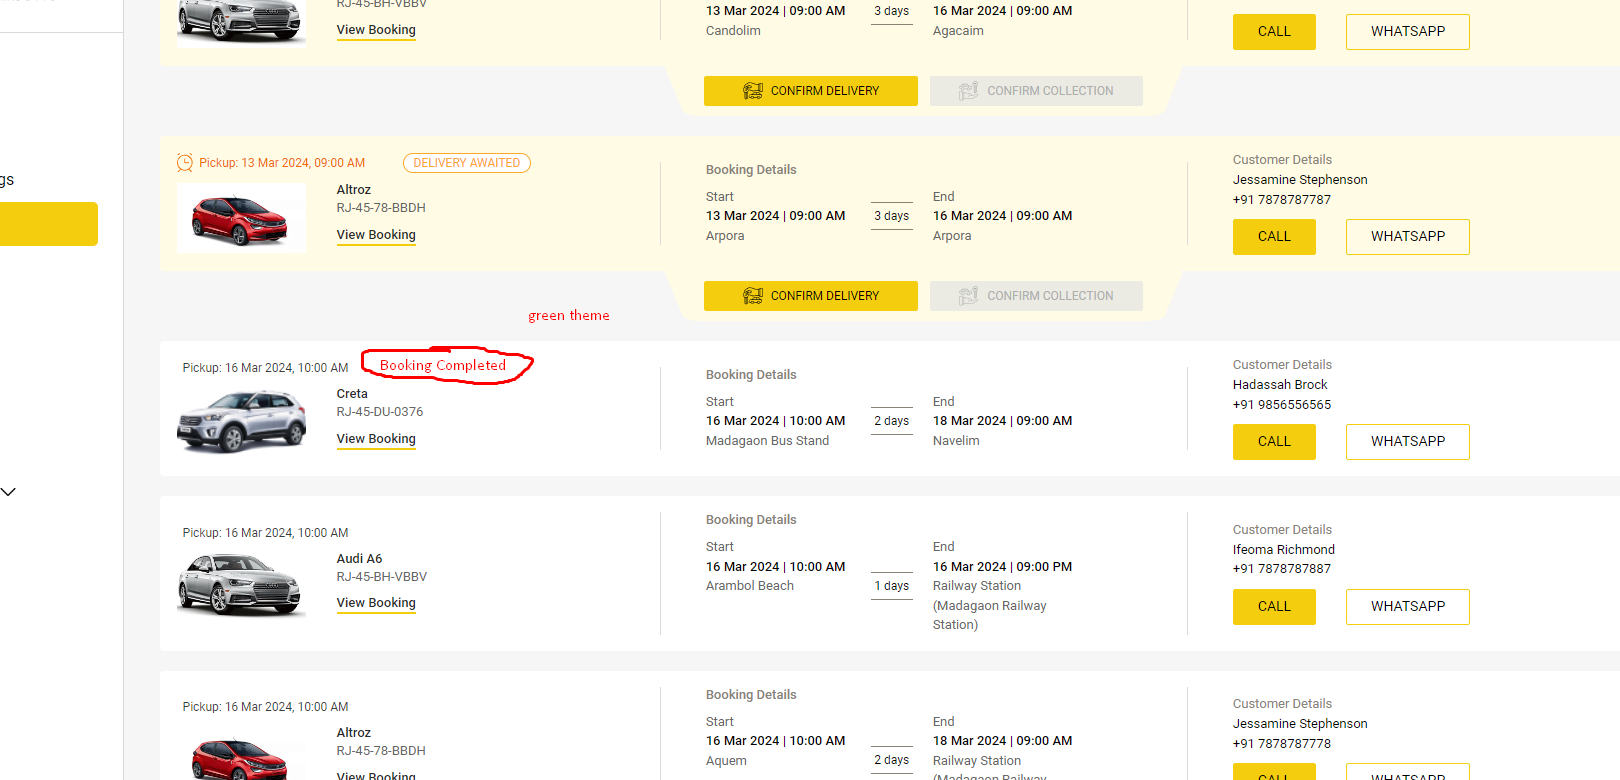 RJ-45-BH-VBBV
View Booking
13 Mar 2024 | 09:00 AM
Candolim
3 days
16 Mar 2024 | 09:00 AM
Agacaim
CALL
WHATSAPP
CONFIRM DELIVERY
CONFIRM COLLECTION
gs
Pickup: 13 Mar 2024, 09:00 AM
DELIVERY AWAITED
Altroz
RJ-45-78-BBDH
View Booking
Booking Details
Start
13 Mar 2024 | 09:00 AM
Arpora
3 days
End
16 Mar 2024 | 09:00 AM
Arpora
Customer Details
Jessamine Stephenson
+91 7878787787
CALL
WHATSAPP
CONFIRM DELIVERY
CONFIRM COLLECTION
green theme
Pickup: 16 Mar 2024, 10:00 AM
Booking Completed
Creta
RJ-45-DU-0376
View Booking
Booking Details
Start
16 Mar 2024 | 10:00 AM
Madagaon Bus Stand
2 days
End
18 Mar 2024 | 09:00 AM
Navelim
Customer Details
Hadassah Brock
+91 9856556565
CALL
WHATSAPP
Pickup: 16 Mar 2024, 10:00 AM
Audi A6
RJ-45-BH-VBBV
View Booking
Booking Details
Start
16 Mar 2024 | 10:00 AM
Arambol Beach
1 days
End
16 Mar 2024 | 09:00 PM
Railway Station
(Madagaon Railway
Station)
Customer Details
Ifeoma Richmond
+91 7878787887
CALL
WHATSAPP
Pickup: 16 Mar 2024, 10:00 AM
Altroz
RJ-45-78-BBDH
View Booking
Booking Details
Start
16 Mar 2024 | 10:00 AM
Aquem
2 days
End
18 Mar 2024 | 09:00 AM
Railway Station
(Madagaon Railway
Customer Details
Jessamine Stephenson
+91 7878787778
CALL
WHATSAPP